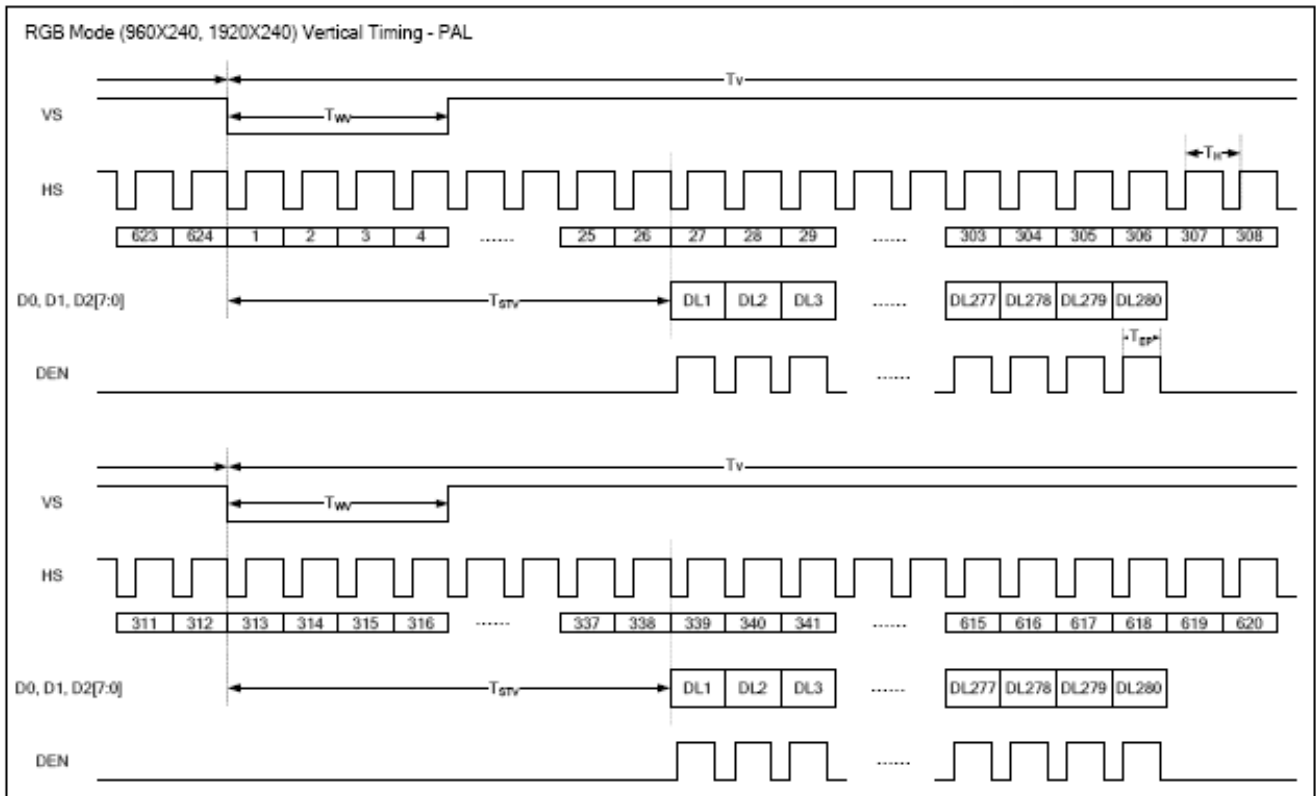 RGB Mode (960X240, 1920X240) Vertical Timing - PAL
Tv
VS
TWV
TH
HS
623 624 1 2 3 4 ...... 25 26 27 28 29 ...... 303 304 305 306 307 308
D0, D1, D2[7:0]
TSTV
DL1 DL2 DL3 ...... DL277 DL278 DL279 DL280
TEP
DEN
......
Tv
VS
TWV
HS
311 312 313 314 315 316 ...... 337 338 339 340 341 ...... 615 616 617 618 619 620
D0, D1, D2[7:0]
TSTV
DL1 DL2 DL3 ...... DL277 DL278 DL279 DL280
DEN
......